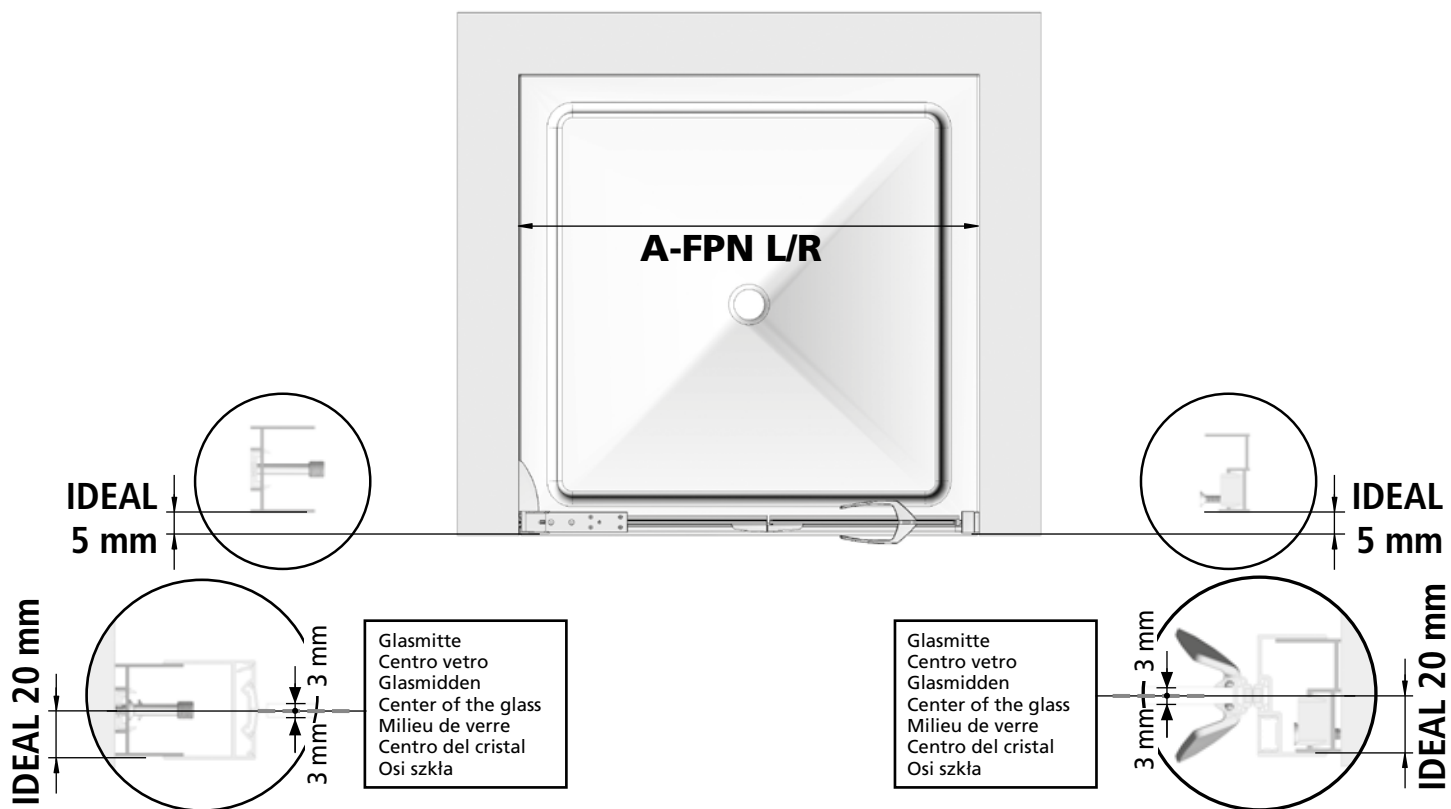 A-FPN L/R
IDEAL
5 mm
IDEAL
5 mm
IDEAL 20 mm
3 mm
3 mm
Glasmitte
Centro vetro
Glasmidden
Center of the glass
Milieu de verre
Centro del cristal
Osi szkła
Glasmitte
Centro vetro
Glasmidden
Center of the glass
Milieu de verre
Centro del cristal
Osi szkła
3 mm
3 mm
IDEAL 20 mm